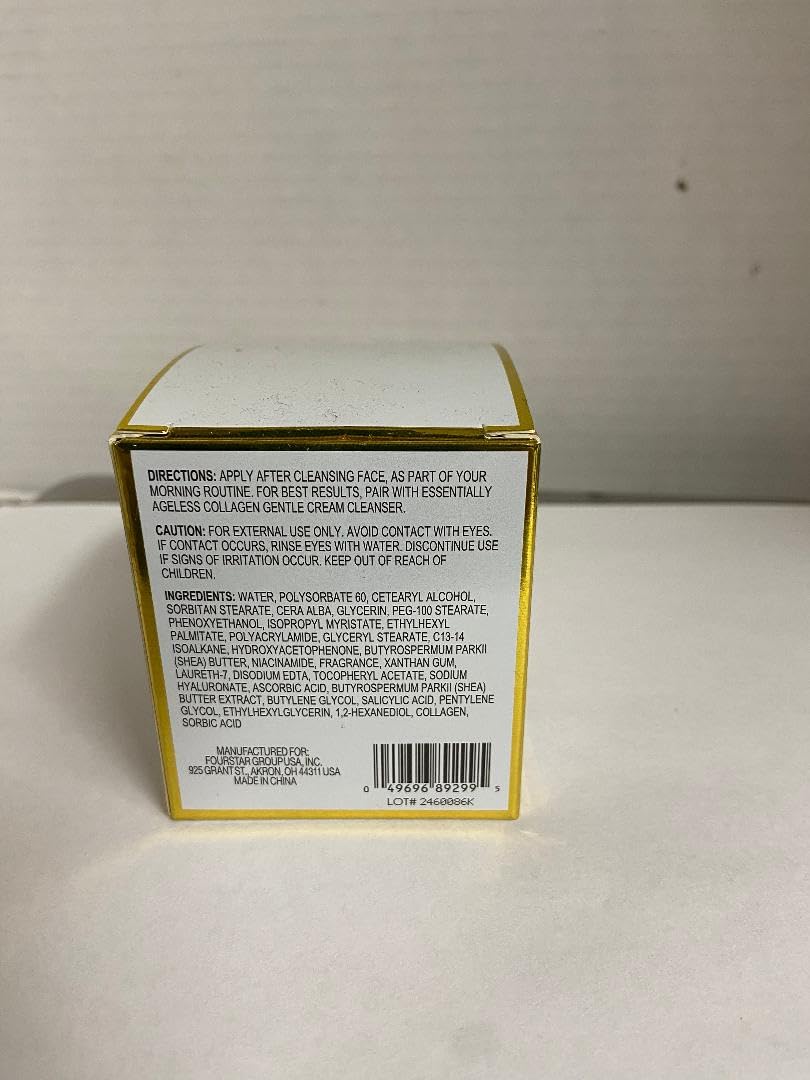 DIRECTIONS: APPLY AFTER CLEANSING FACE, AS PART OF YOUR
MORNING ROUTINE. FOR BEST RESULTS, PAIR WITH ESSENTIALLY
AGELESS COLLAGEN GENTLE CREAM CLEANSER.
CAUTION: FOR EXTERNAL USE ONLY. AVOID CONTACT WITH EYES.
IF CONTACT OCCURS, RINSE EYES WITH WATER. DISCONTINUE USE
IF SIGNS OF IRRITATION OCCUR. KEEP OUT OF REACH OF
CHILDREN.
INGREDIENTS: WATER, POLYSORBATE 60, CETEARYL ALCOHOL,
SORBITAN STEARATE, CERA ALBA, GLYCERIN, PEG-100 STEARATE,
PHENOXYETHANOL, ISOPROPYL MYRISTATE, ETHYLHEXYL
PALMITATE, POLYACRYLAMIDE, GLYCERYL STEARATE, C13-14
ISOALKANE, HYDROXYACETOPHENONE, BUTYROSPERMUM PARKII
(SHEA) BUTTER, NIACINAMIDE, FRAGRANCE, XANTHAN GUM,
LAURETH-7, DISODIUM EDTA, TOCOPHERYL ACETATE, SODIUM
HYALURONATE, ASCORBIC ACID, BUTYROSPERMUM PARKII (SHEA)
BUTTER EXTRACT, BUTYLENE GLYCOL, SALICYLIC ACID, PENTYLENE
GLYCOL, ETHYLHEXYLGLYCERIN, 1,2-HEXANEDIOL, COLLAGEN,
SORBIC ACID
MANUFACTURED FOR:
FOURSTAR GROUP USA, INC.
925 GRANT ST., AKRON, OH 44311 USA
MADE IN CHINA
0 49696 89299 5
LOT# 2460086K